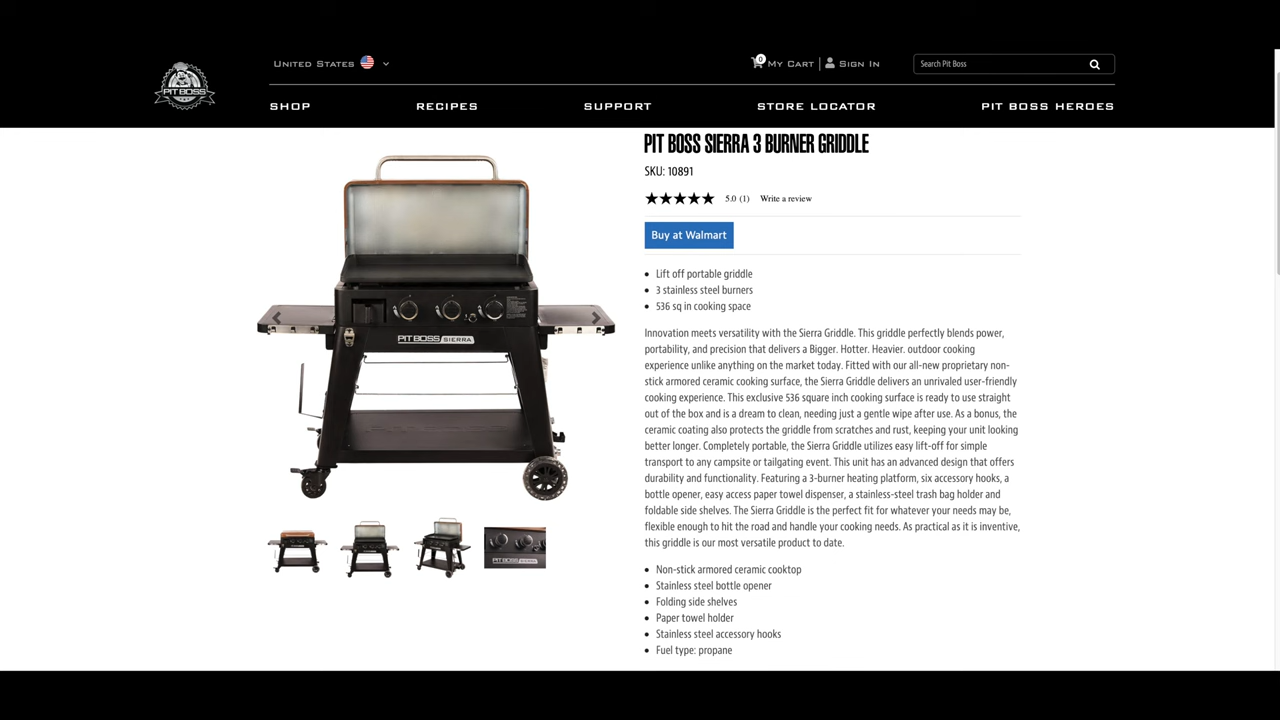 UNITED STATES
0
MY CART
SIGN IN
Search Pit Boss
PIT BOSS
SHOP
RECIPES
SUPPORT
STORE LOCATOR
PIT BOSS HEROES
PIT BOSS SIERRA 3 BURNER GRIDDLE
SKU: 10891
5.0 (1) Write a review
Buy at Walmart
Lift off portable griddle
3 stainless steel burners
536 sq in cooking space
Innovation meets versatility with the Sierra Griddle. This griddle perfectly blends power,
portability, and precision that delivers a Bigger. Hotter. Heavier. outdoor cooking
experience unlike anything on the market today. Fitted with our all-new proprietary non-
stick armored ceramic cooking surface, the Sierra Griddle delivers an unrivaled user-friendly
cooking experience. This exclusive 536 square inch cooking surface is ready to use straight
out of the box and is a dream to clean, needing just a gentle wipe after use. As a bonus, the
ceramic coating also protects the griddle from scratches and rust, keeping your unit looking
better longer. Completely portable, the Sierra Griddle utilizes easy lift-off for simple
transport to any campsite or tailgating event. This unit has an advanced design that offers
durability and functionality. Featuring a 3-burner heating platform, six accessory hooks, a
bottle opener, easy access paper towel dispenser, a stainless-steel trash bag holder and
foldable side shelves. The Sierra Griddle is the perfect fit for whatever your needs may be,
flexible enough to hit the road and handle your cooking needs. As practical as it is inventive,
this griddle is our most versatile product to date.
Non-stick armored ceramic cooktop
Stainless steel bottle opener
Folding side shelves
Paper towel holder
Stainless steel accessory hooks
Fuel type: propane
PIT BOSS SIERRA
PIT BOSS SIERRA